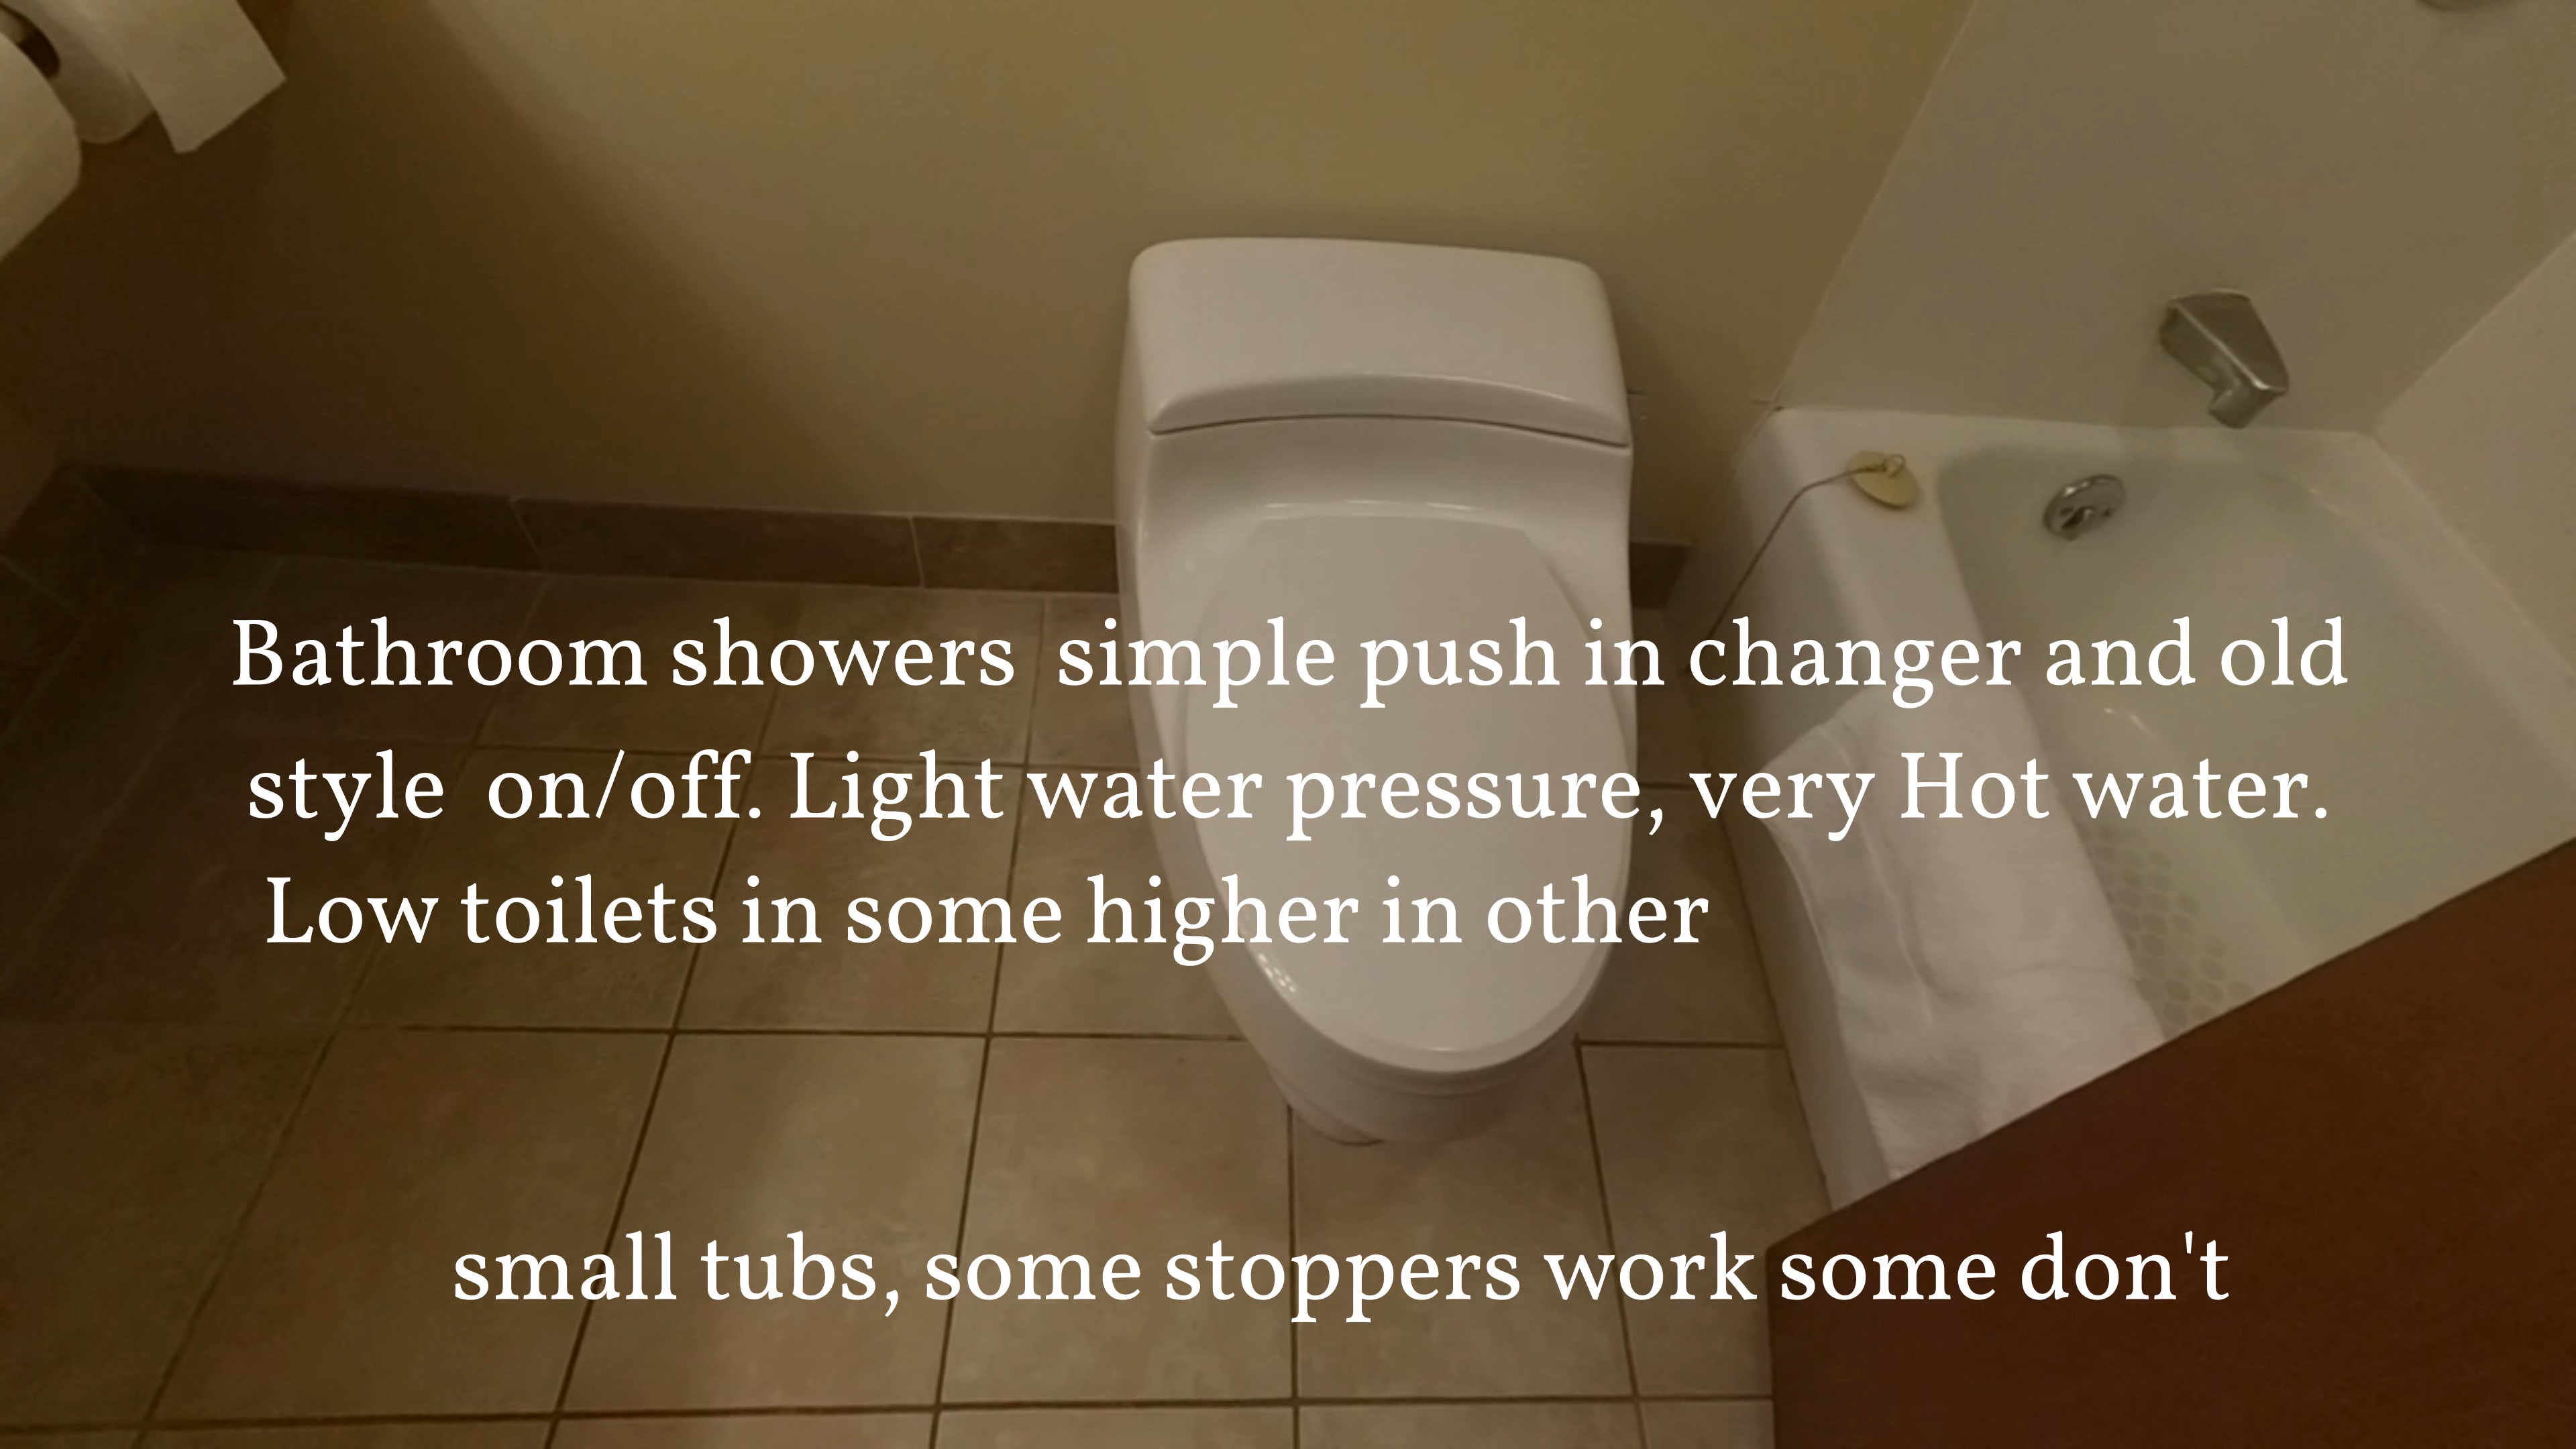 Bathroom showers  simple push in changer and old
style  on/off. Light water pressure, very Hot water.
Low toilets in some higher in other
small tubs, some stoppers work some don't